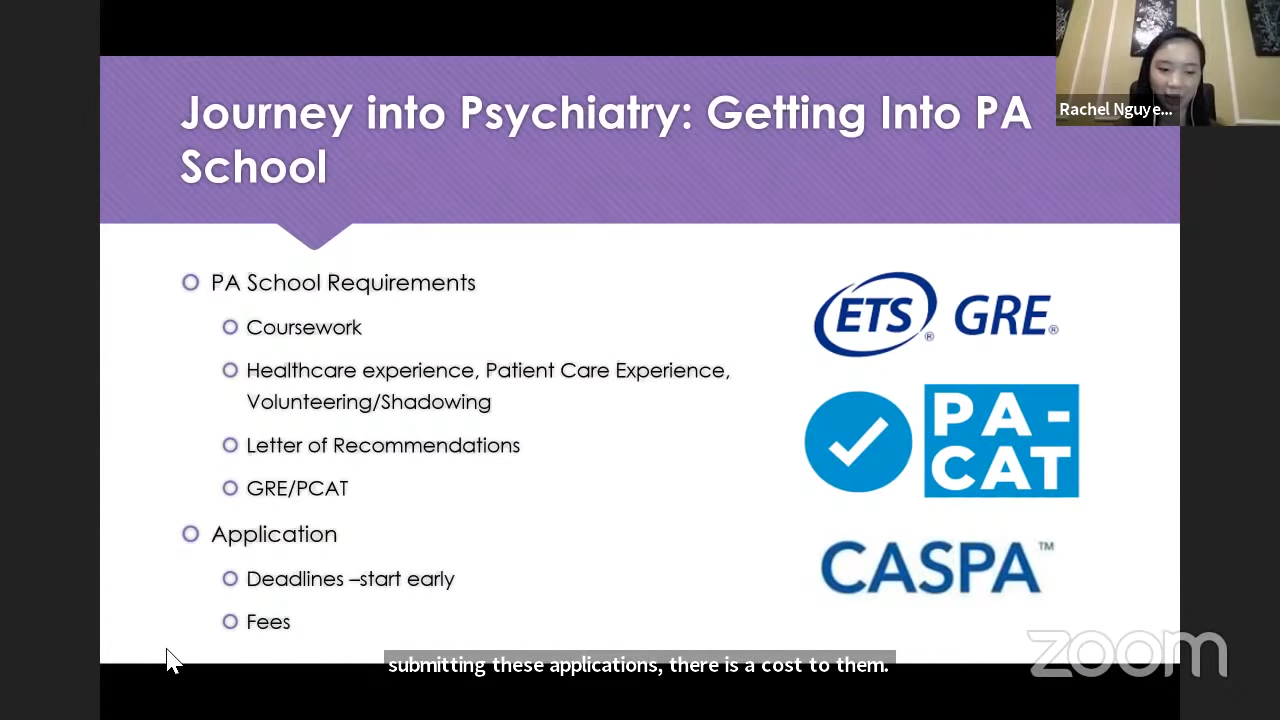 Journey into Psychiatry: Getting Into PA
School
Rachel Nguye...
PA School Requirements
Coursework
Healthcare experience, Patient Care Experience,
Volunteering/Shadowing
Letter of Recommendations
GRE/PCAT
Application
Deadlines –start early
Fees
ETS® GRE®
PA-
CAT
CASPA™
submitting these applications, there is a cost to them.
zoom